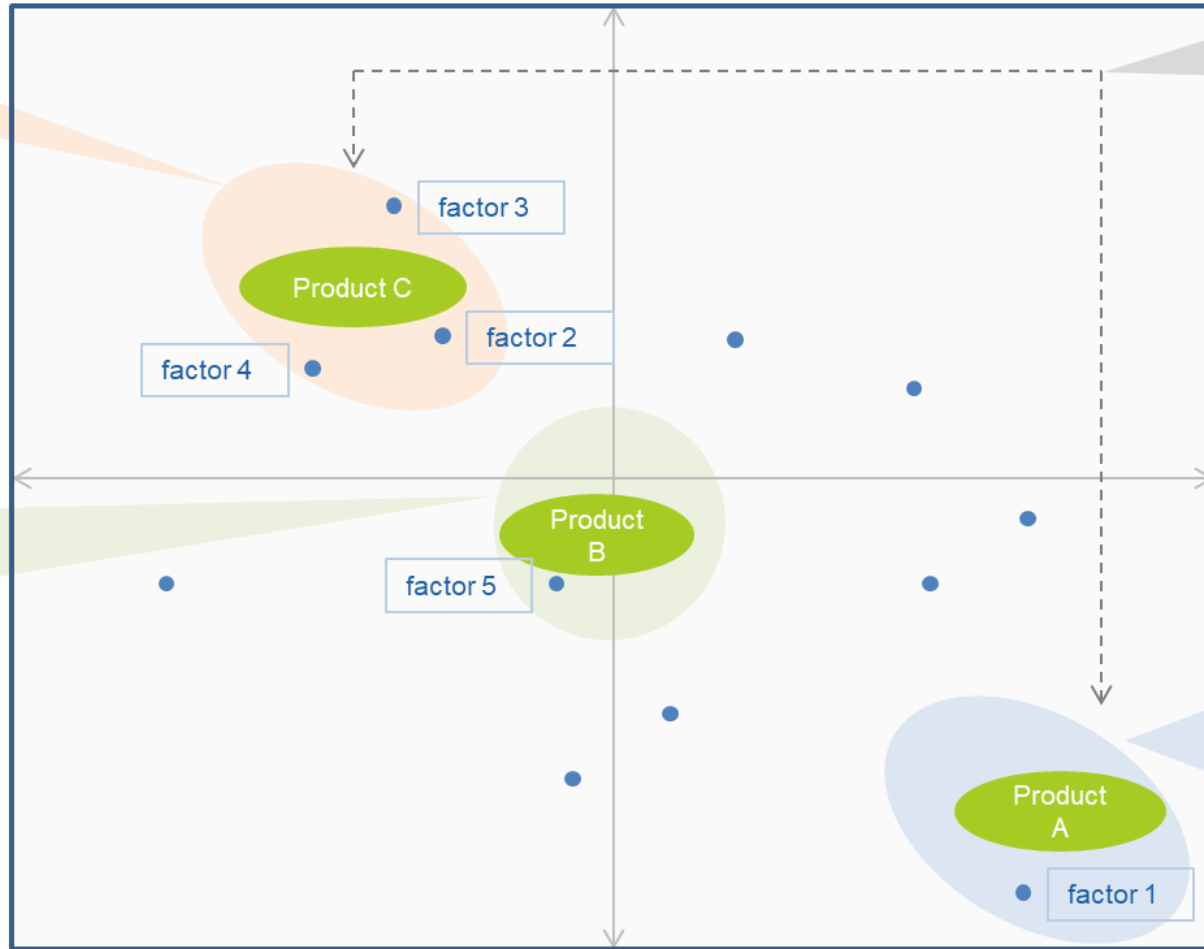 factor 3
Product C
factor 2
factor 4
Product
B
factor 5
Product
A
factor 1